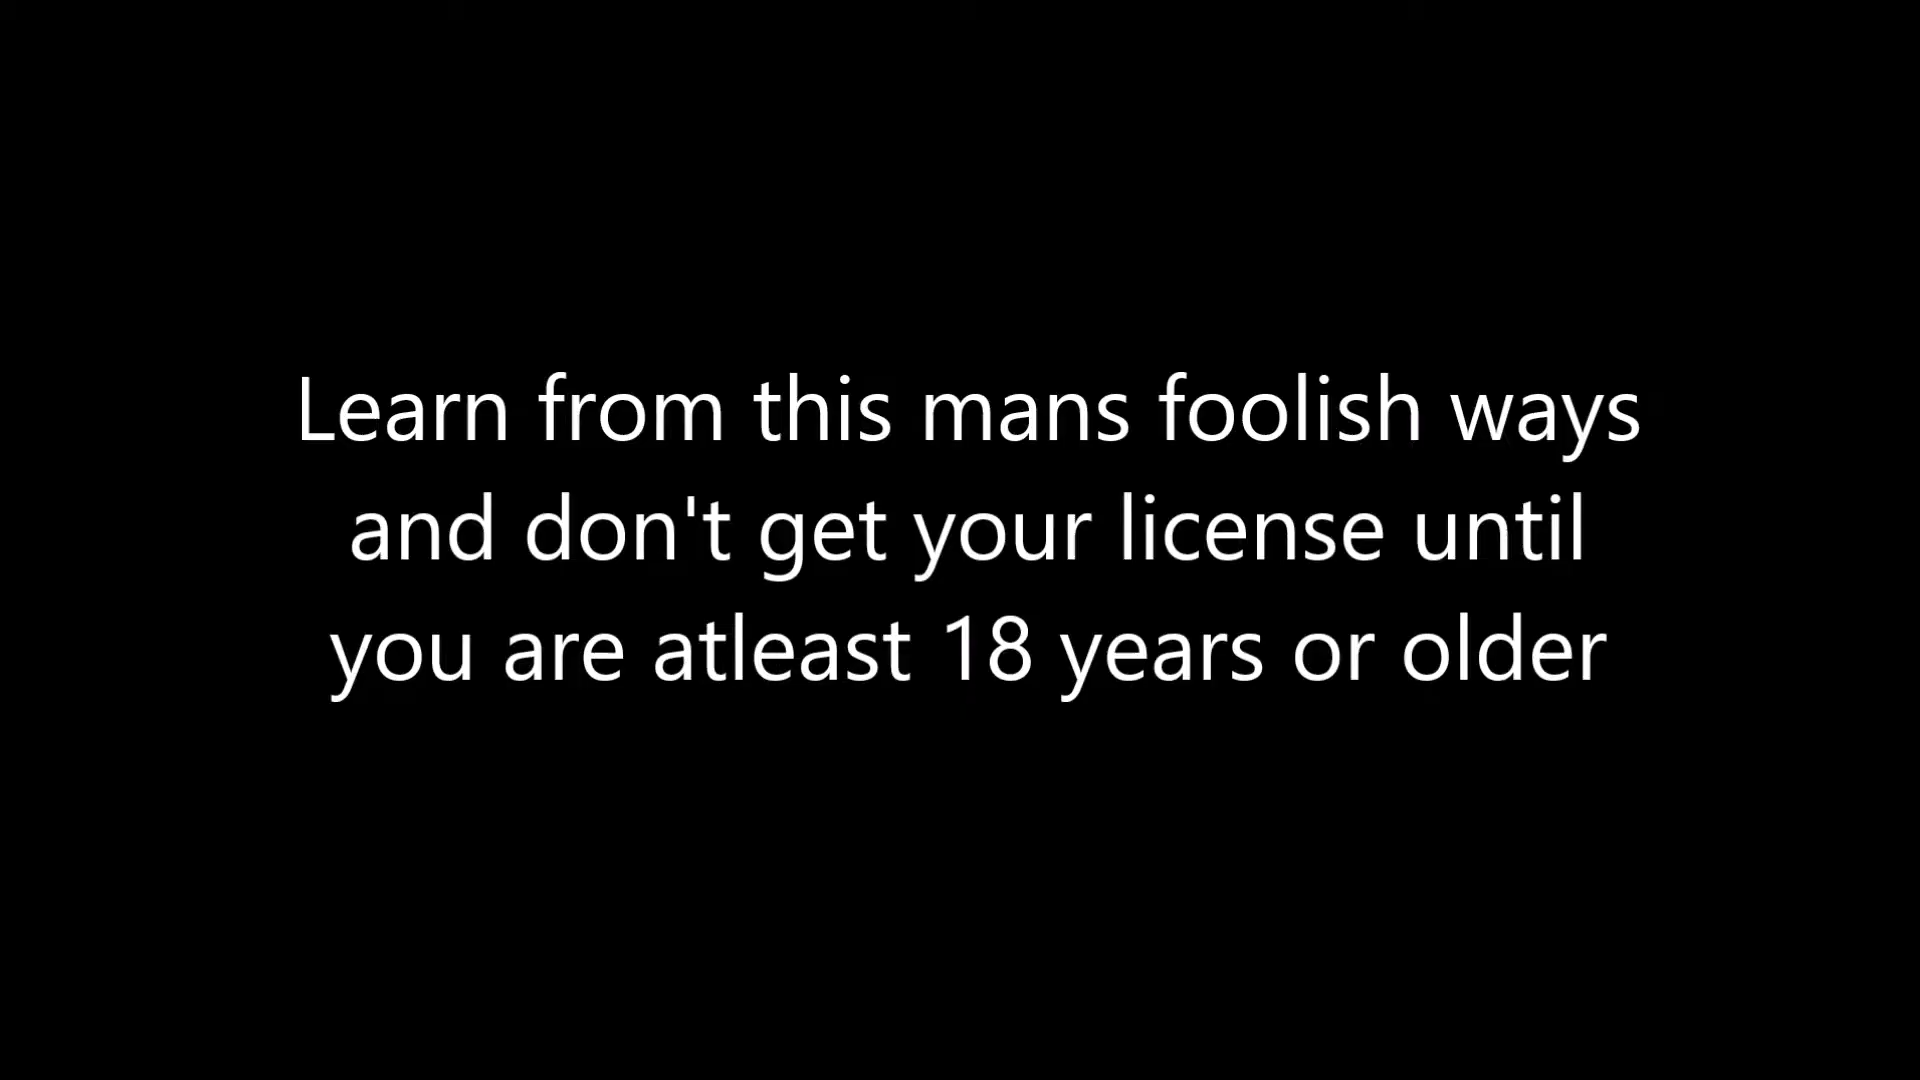 Learn from this mans foolish ways
and don't get your license until
you are atleast 18 years or older